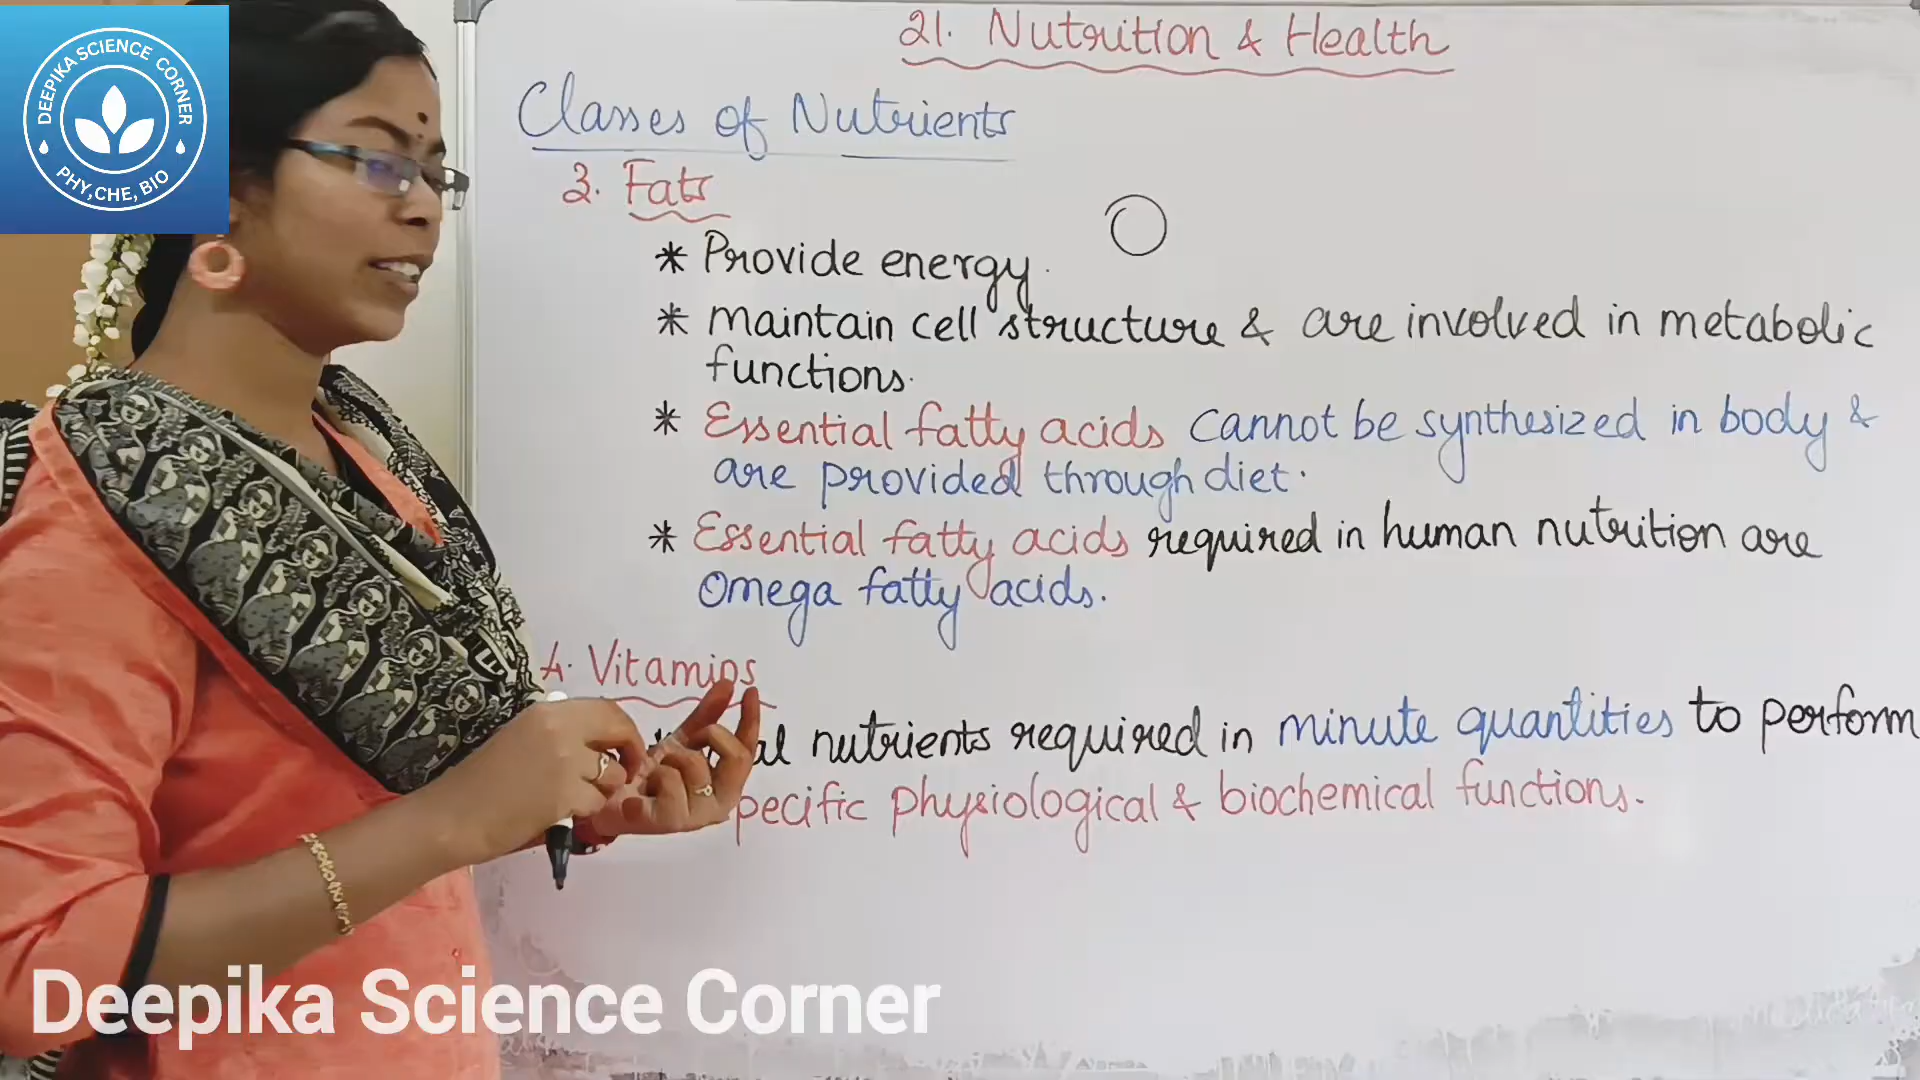 DEEPIKA SCIENCE CORNER
PHY,CHE, BIO
21. Nutrition & Health
Classes of Nutrients
3. Fats
* Provide energy.
* Maintain cell structure & are involved in metabolic
functions.
* Essential fatty acids cannot be synthesized in body &
are provided through diet.
* Essential fatty acids required in human nutrition are
Omega fatty acids.
4. Vitamins
nutrients required in minute quantities to perform
pecific physiological & biochemical functions.
Deepika Science Corner